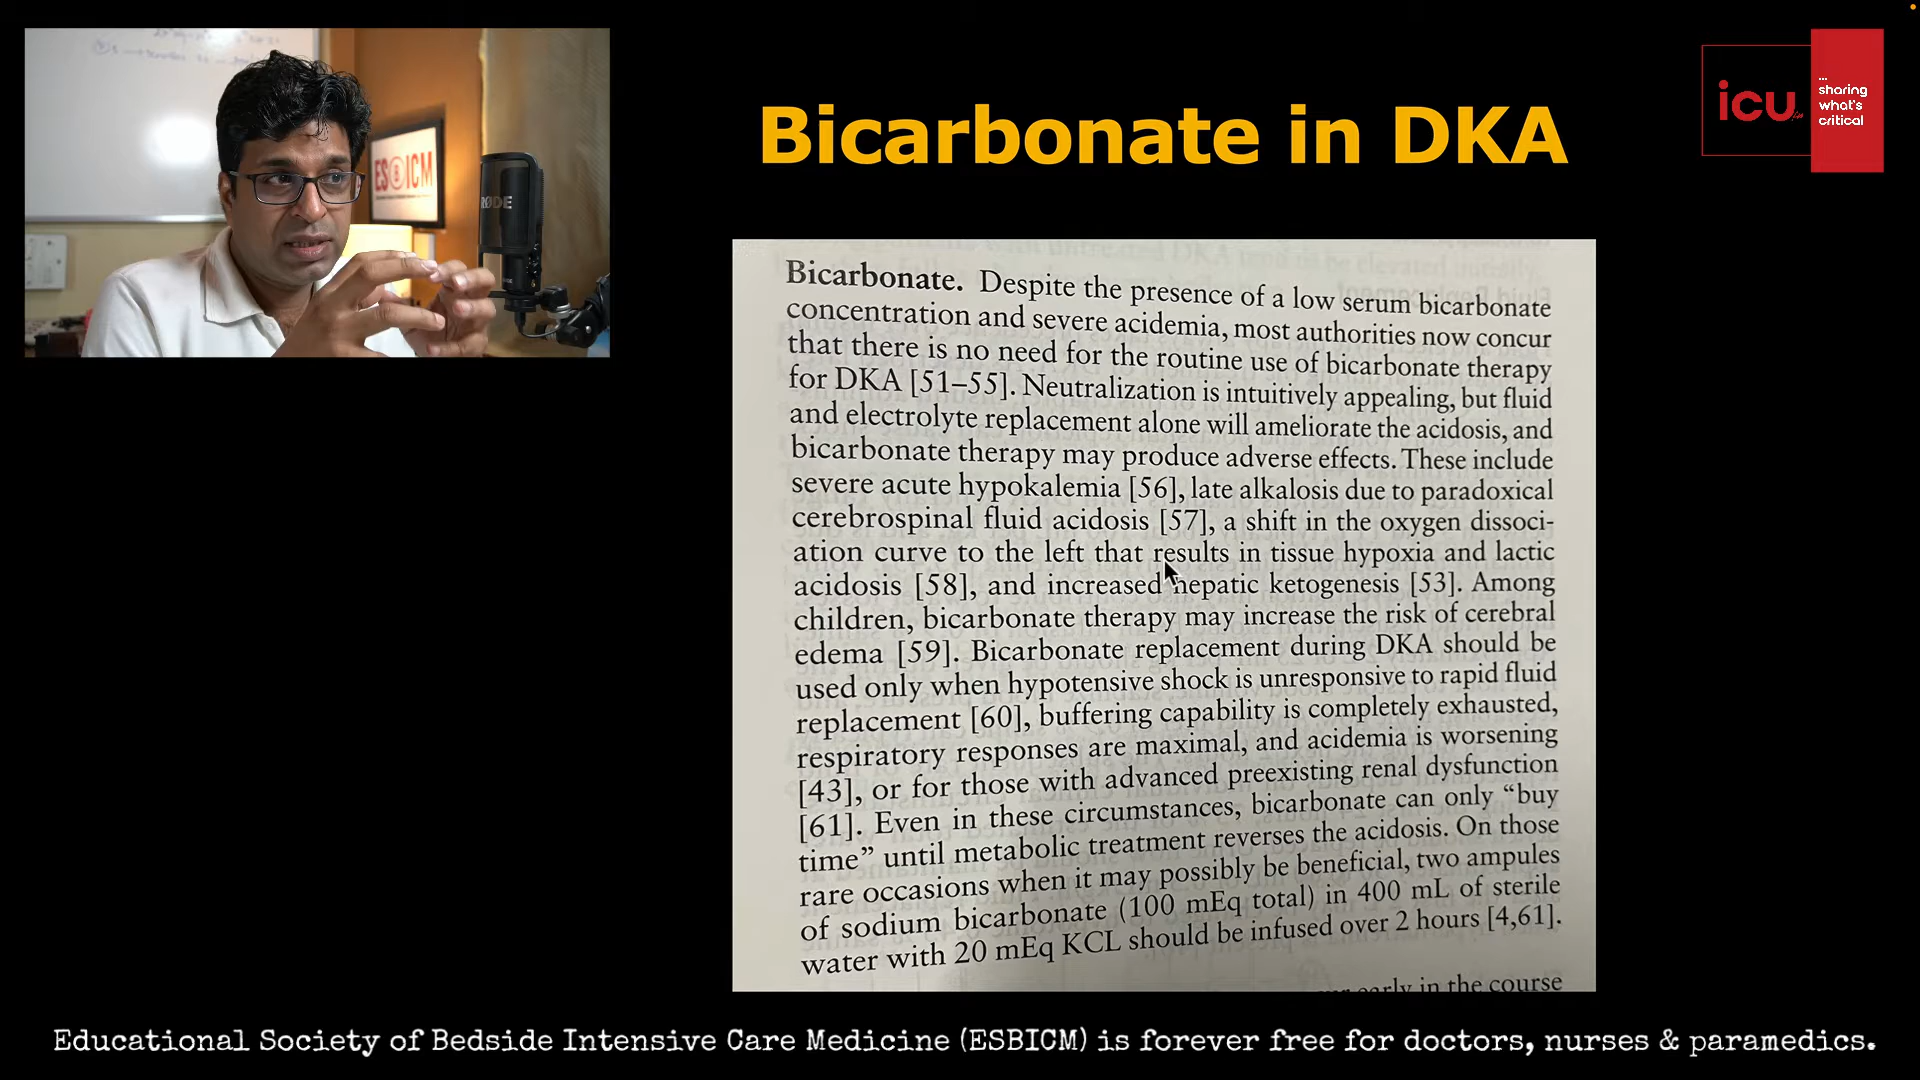 Bicarbonate in DKA
icu
...
sharing
what's
critical
ESBICM
RØDE
Bicarbonate. Despite the presence of a low serum bicarbonate
concentration and severe acidemia, most authorities now concur
that there is no need for the routine use of bicarbonate therapy
for DKA [51–55]. Neutralization is intuitively appealing, but fluid
and electrolyte replacement alone will ameliorate the acidosis, and
bicarbonate therapy may produce adverse effects. These include
severe acute hypokalemia [56], late alkalosis due to paradoxical
cerebrospinal fluid acidosis [57], a shift in the oxygen dissoci-
ation curve to the left that results in tissue hypoxia and lactic
acidosis [58], and increased hepatic ketogenesis [53]. Among
children, bicarbonate therapy may increase the risk of cerebral
edema [59]. Bicarbonate replacement during DKA should be
used only when hypotensive shock is unresponsive to rapid fluid
replacement [60], buffering capability is completely exhausted,
respiratory responses are maximal, and acidemia is worsening
[43], or for those with advanced preexisting renal dysfunction
[61]. Even in these circumstances, bicarbonate can only “buy
time” until metabolic treatment reverses the acidosis. On those
rare occasions when it may possibly be beneficial, two ampules
of sodium bicarbonate (100 mEq total) in 400 mL of sterile
water with 20 mEq KCL should be infused over 2 hours [4,61].
early in the course
Educational Society of Bedside Intensive Care Medicine (ESBICM) is forever free for doctors, nurses & paramedics.